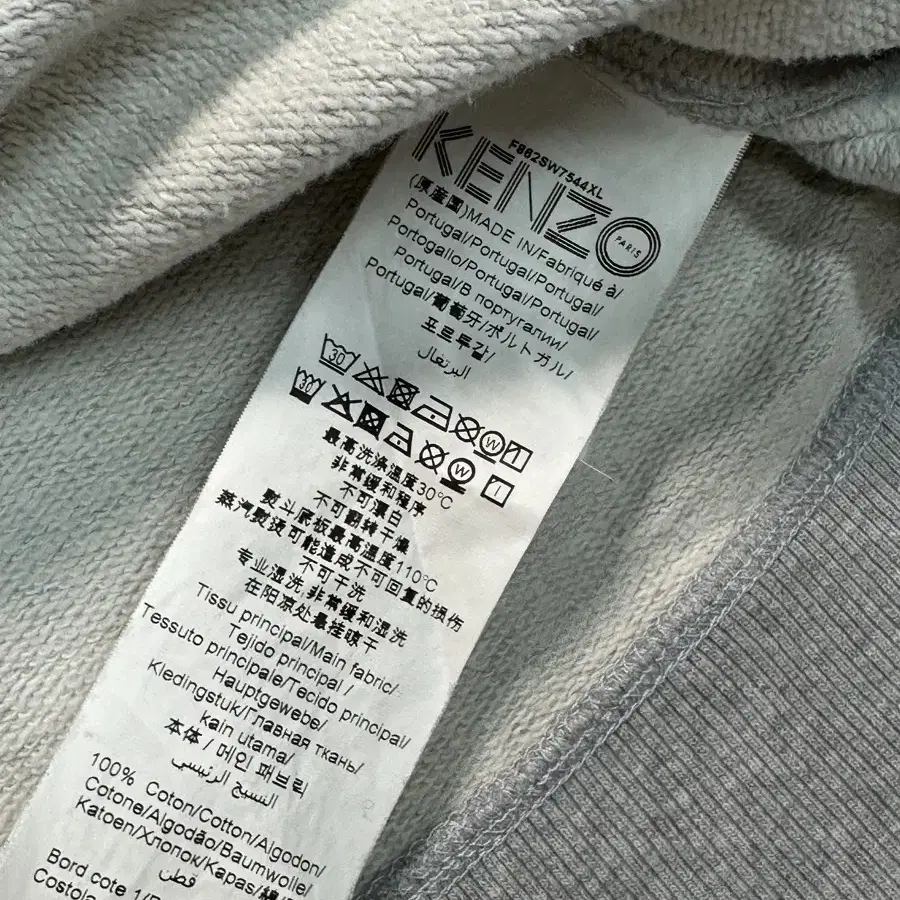 F862SW7544XL
KENZO
PARIS
(原産国)MADE IN/Fabriqué à/
Portugal/Portugal/Portugal/
Portogallo/Portugal/Portugal/
Portugal/В португалии/
Portugal/葡萄牙/ポルトガル/
포르투갈/
البرتغال
30 W
30 W
最高洗涤温度30°C
非常缓和程序
不可漂白
不可翻转干燥
熨斗底板最高温度110°C
蒸汽熨烫可能造成不可回复的损伤
不可干洗
专业湿洗,非常缓和湿洗
在阳凉处悬挂晾干
Tissu principal/Main fabric/
Tejido principal /
Tessuto principale/Tecido principal/
Hauptgewebe/
Kledingstuk/Главная ткань/
kain utama/
本体 / 메인 패브릭
النسيج الرئيسي
100% Coton/Cotton/Algodon/
Cotone/Algodão/Baumwolle/
Katoen/Хлопок/Kapas/綿/
قطن
Bord cote 1/
Costola